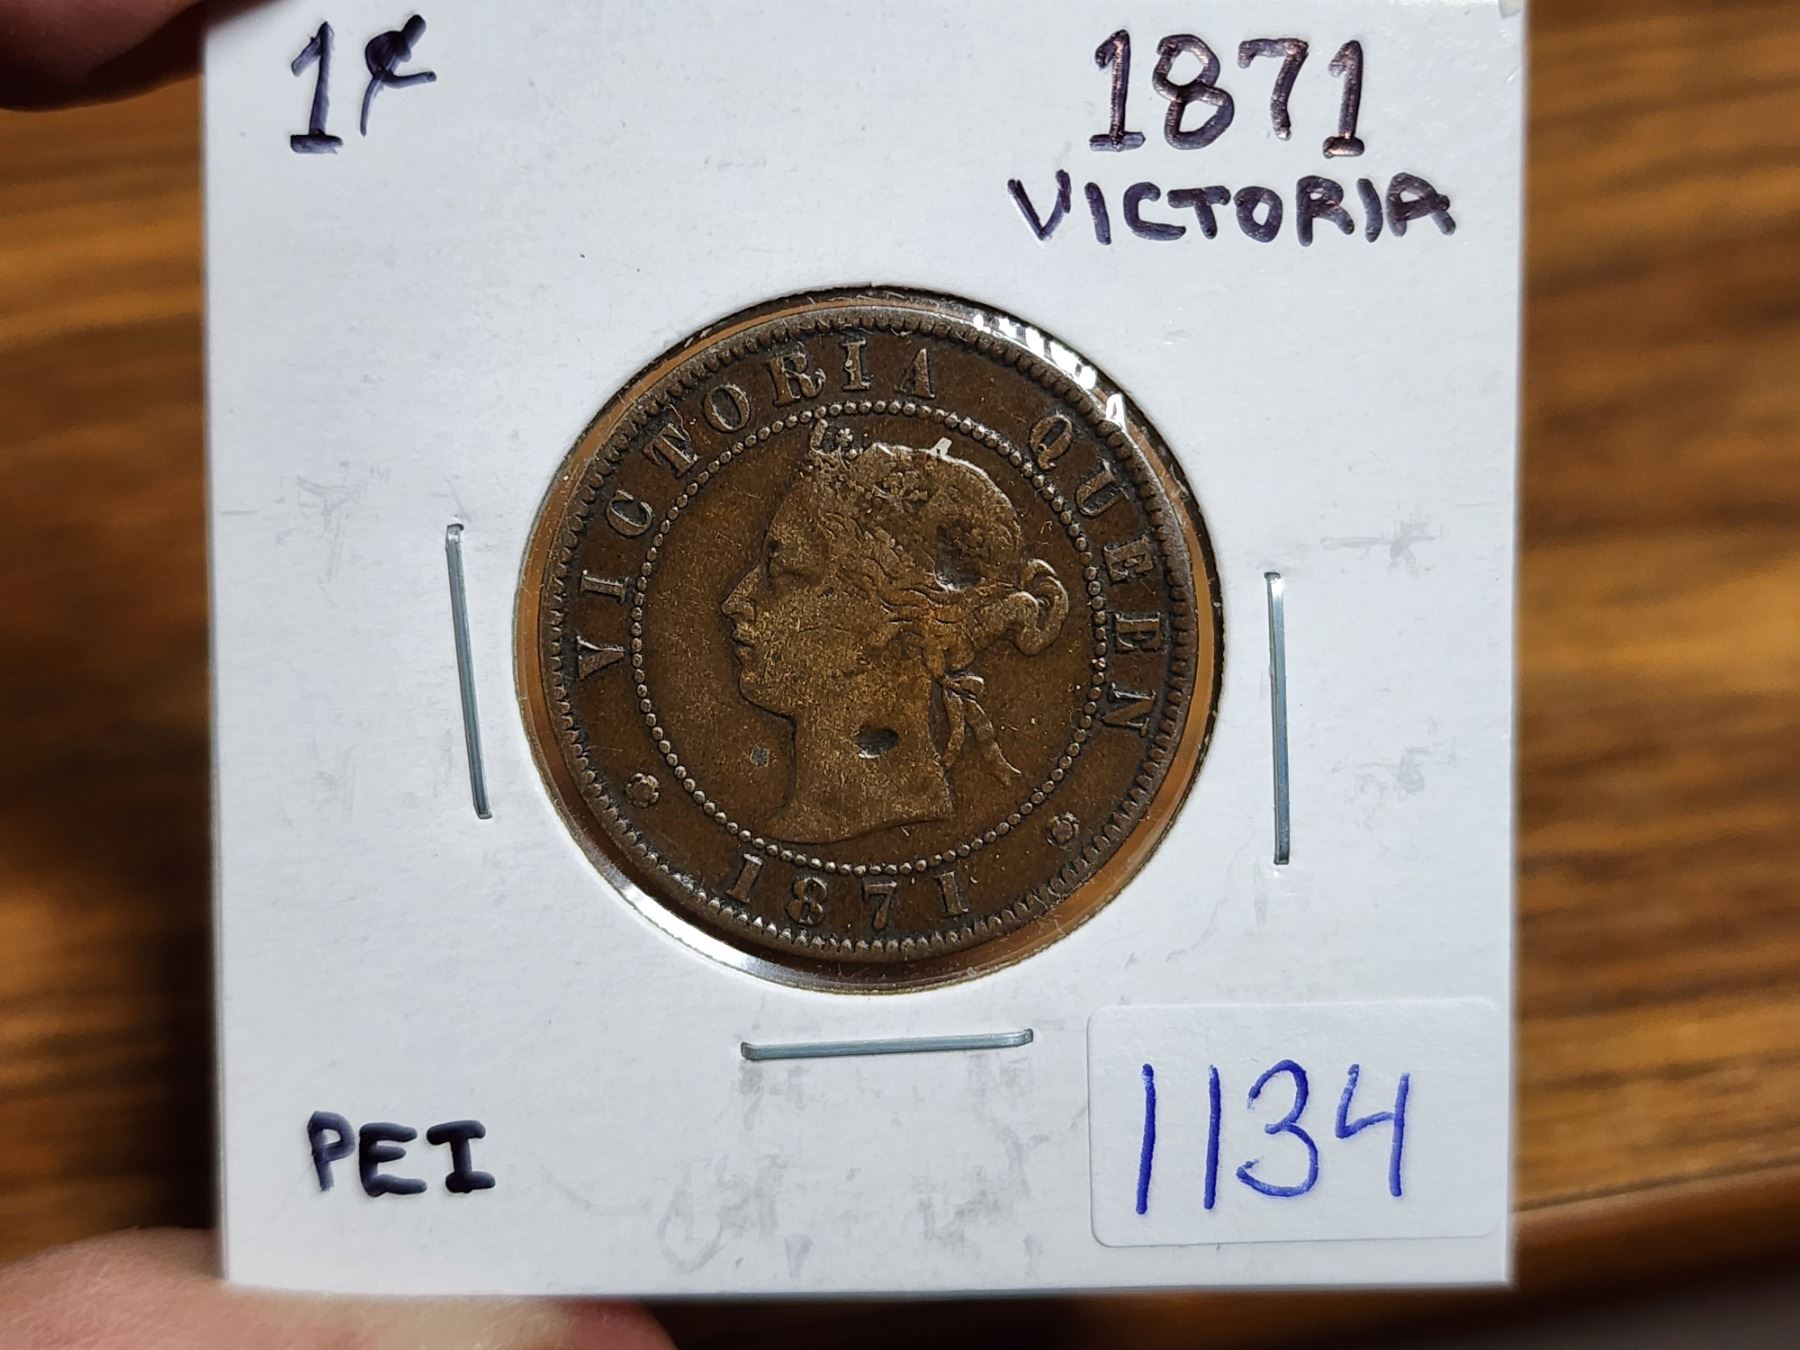 1¢
1871
VICTORIA
VICTORIA QUEEN
1871
PEI
1134